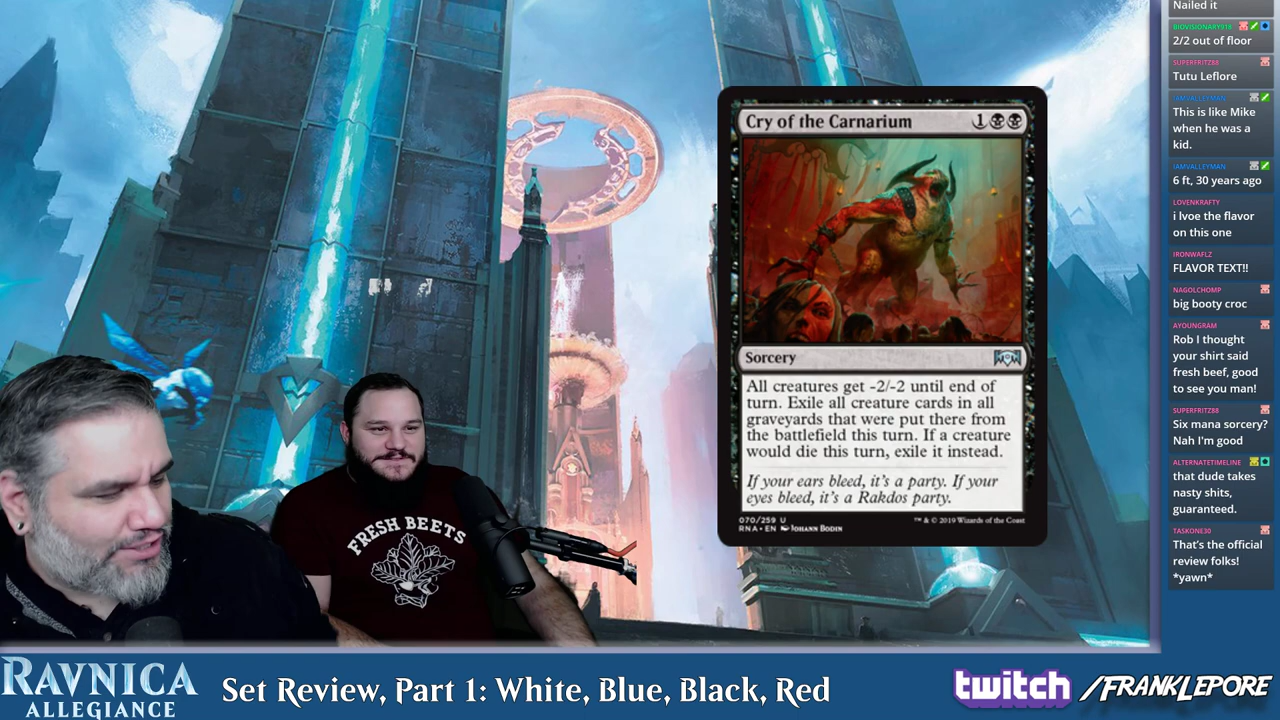 Nailed it
BIOVISIONARY918
2/2 out of floor
SUPERFRITZ88
Tutu Leflore
IAMVALLEYMAN
This is like Mike
when he was a
kid.
IAMVALLEYMAN
6 ft, 30 years ago
LOVENKRAFTY
i lvoe the flavor
on this one
IRONWAFLZ
FLAVOR TEXT!!
NAGOLCHOMP
big booty croc
AYOUNGRAM
Rob I thought
your shirt said
fresh beef, good
to see you man!
SUPERFRITZ88
Six mana sorcery?
Nah I'm good
ALTERNATETIMELINE
that dude takes
nasty shits,
guaranteed.
TASKONE30
That's the official
review folks!
*yawn*
Cry of the Carnarium 1
Sorcery
All creatures get -2/-2 until end of
turn. Exile all creature cards in all
graveyards that were put there from
the battlefield this turn. If a creature
would die this turn, exile it instead.
If your ears bleed, it's a party. If your
eyes bleed, it's a Rakdos party.
070/259 U
RNA • EN Johann Bodin
™ & © 2019 Wizards of the Coast
FRESH BEETS
RAVNICA
ALLEGIANCE
Set Review, Part 1: White, Blue, Black, Red
twitch /FRANKLEPORE